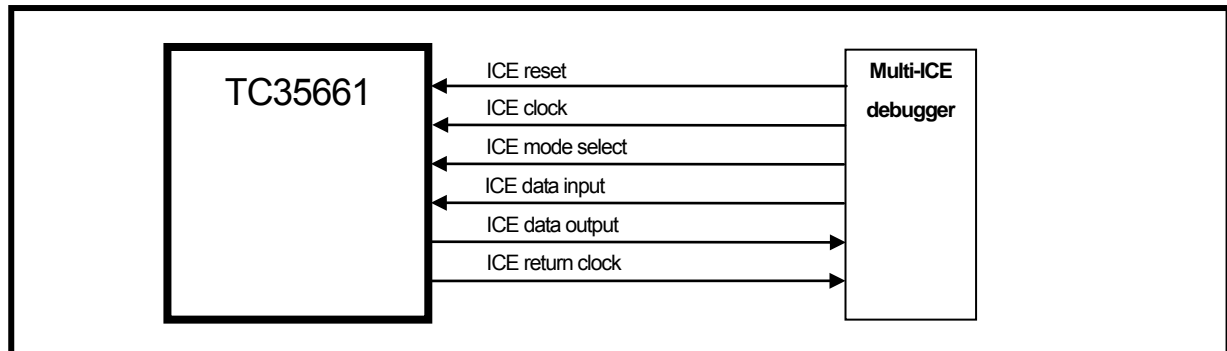 TC35661
ICE reset
ICE clock
ICE mode select
ICE data input
ICE data output
ICE return clock
Multi-ICE
debugger